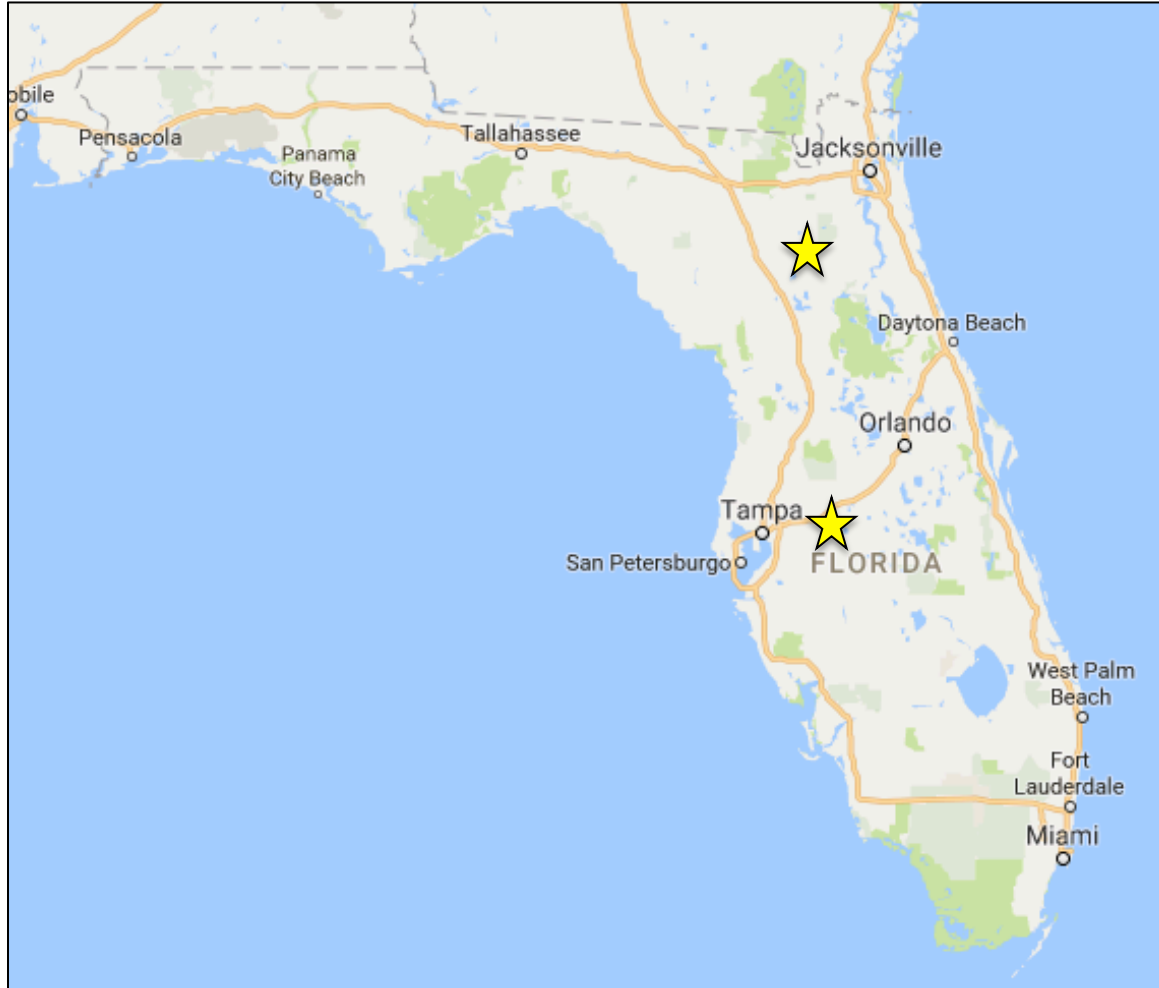 obile
Pensacola
Panama
City Beach
Tallahassee
Jacksonville
Daytona Beach
Orlando
Tampa
San Petersburgo
FLORIDA
West Palm
Beach
Fort
Lauderdale
Miami